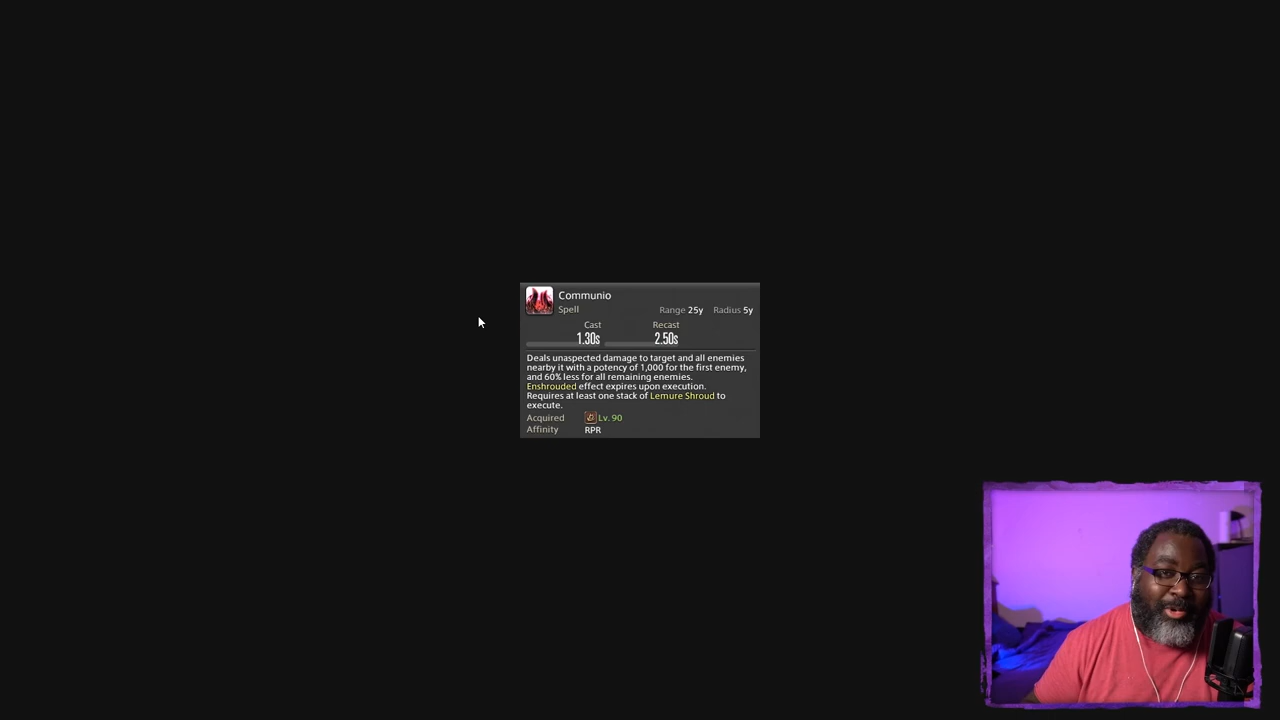 Communio
Spell
Range 25y Radius 5y
Cast Recast
1.30s 2.50s
Deals unaspected damage to target and all enemies
nearby it with a potency of 1,000 for the first enemy,
and 60% less for all remaining enemies.
Enshrouded effect expires upon execution.
Requires at least one stack of Lemure Shroud to
execute.
Acquired Lv. 90
Affinity RPR